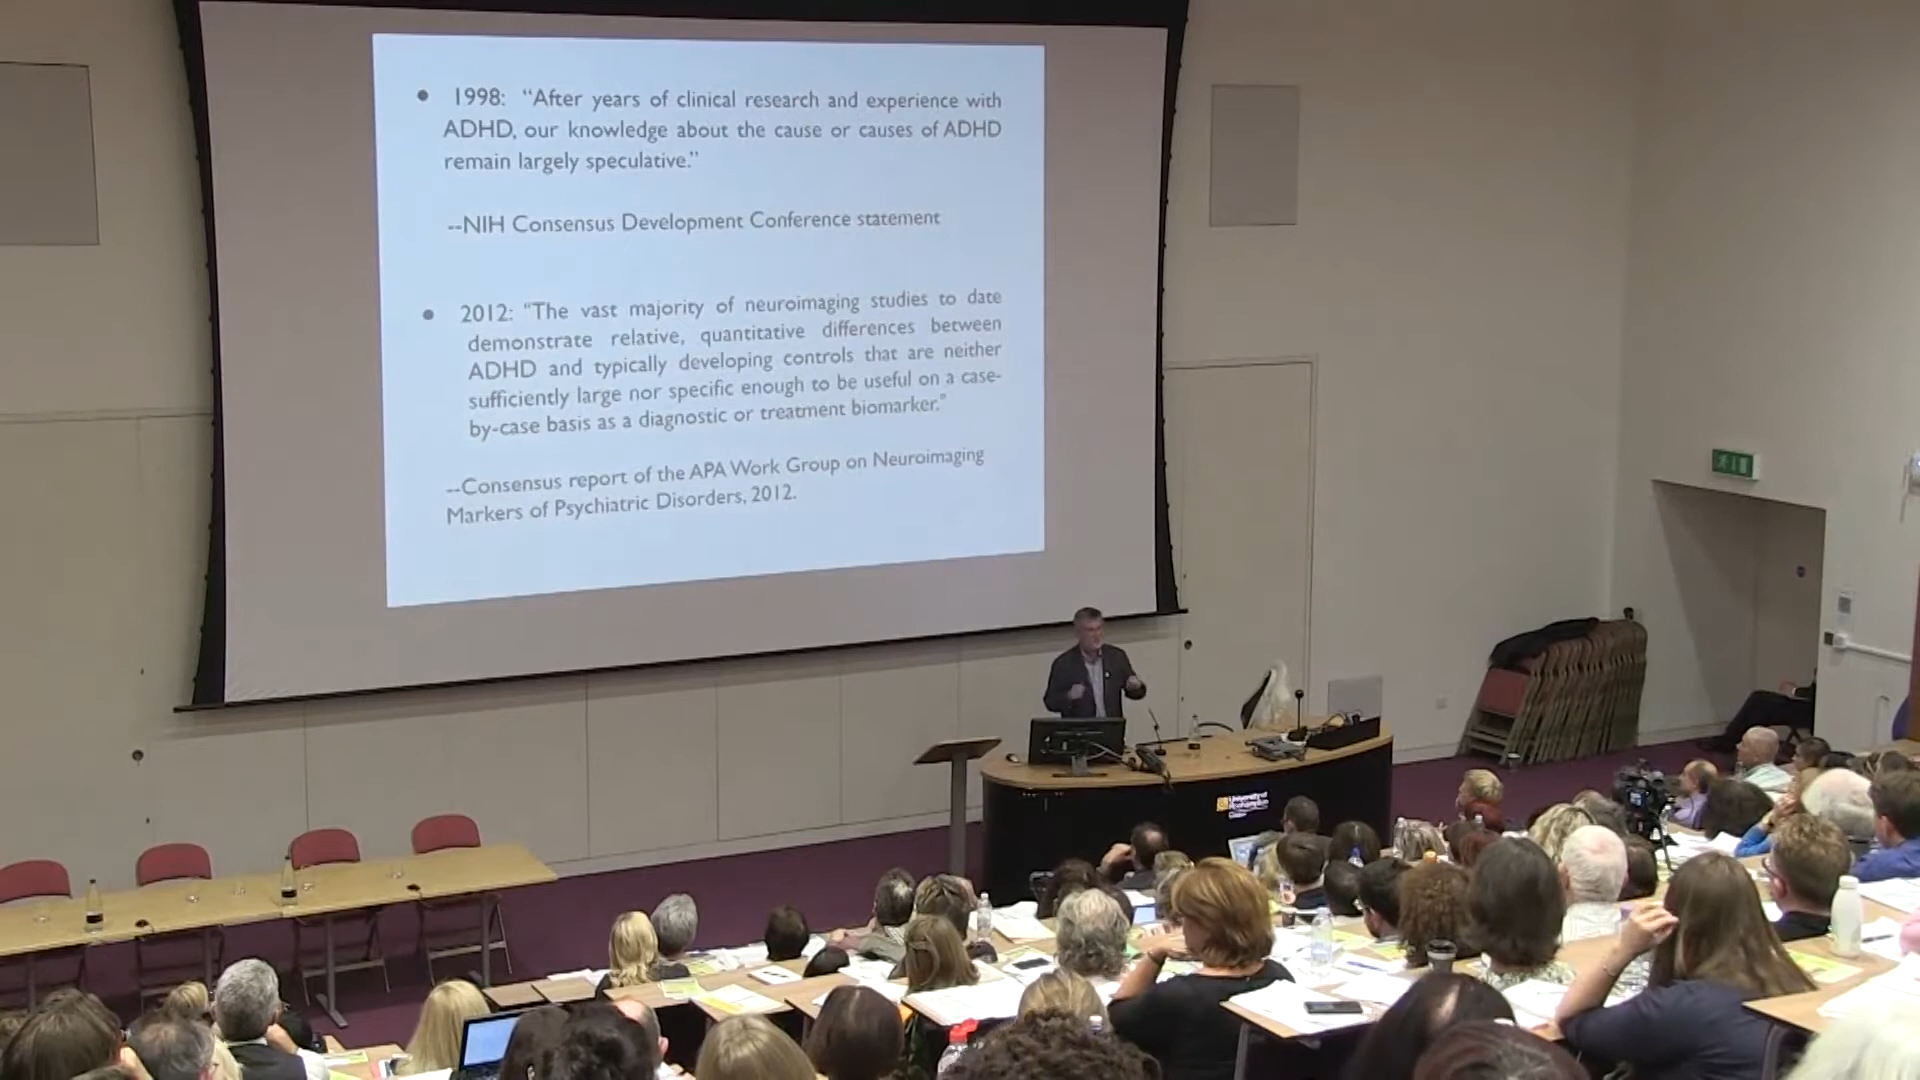 • 1998: “After years of clinical research and experience with
ADHD, our knowledge about the cause or causes of ADHD
remain largely speculative.”
--NIH Consensus Development Conference statement
• 2012: “The vast majority of neuroimaging studies to date
demonstrate relative, quantitative differences between
ADHD and typically developing controls that are neither
sufficiently large nor specific enough to be useful on a case-
by-case basis as a diagnostic or treatment biomarker.”
--Consensus report of the APA Work Group on Neuroimaging
Markers of Psychiatric Disorders, 2012.
University of
Roehampton
London